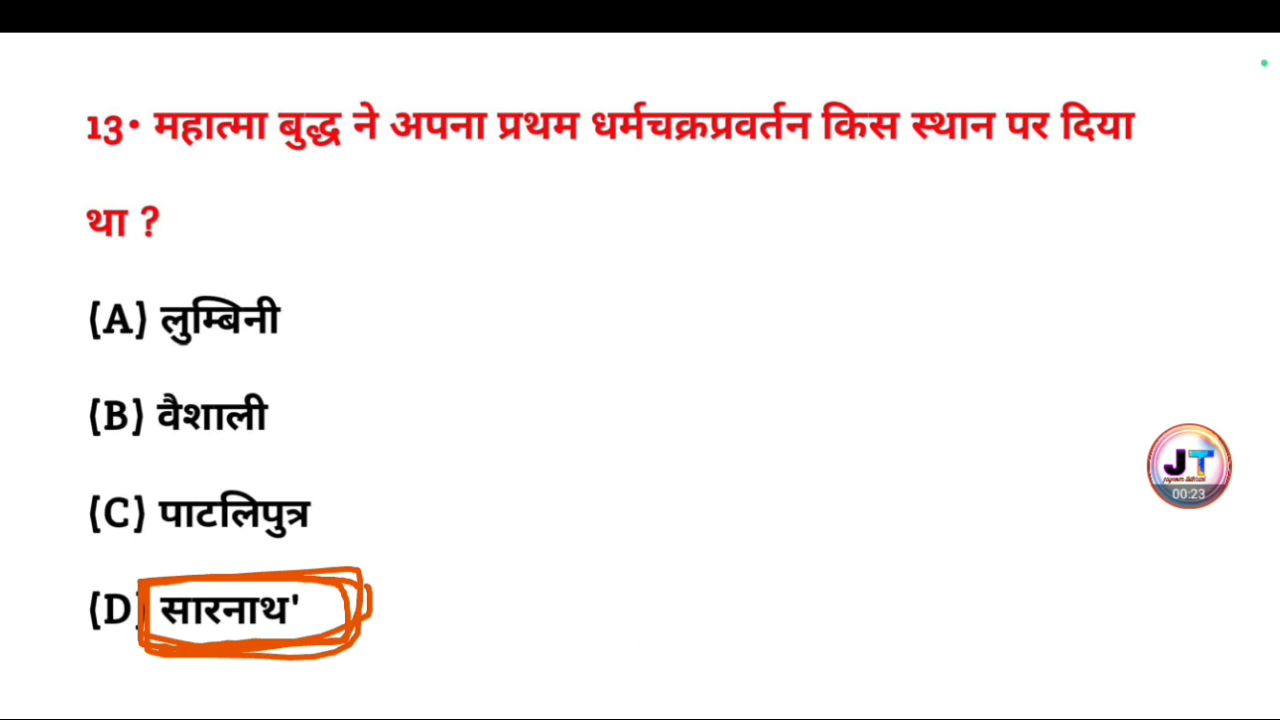 13• महात्मा बुद्ध ने अपना प्रथम धर्मचक्रप्रवर्तन किस स्थान पर दिया
था ?
(A) लुम्बिनी
(B) वैशाली
(C) पाटलिपुत्र
JT
00:23
(D) सारनाथ'